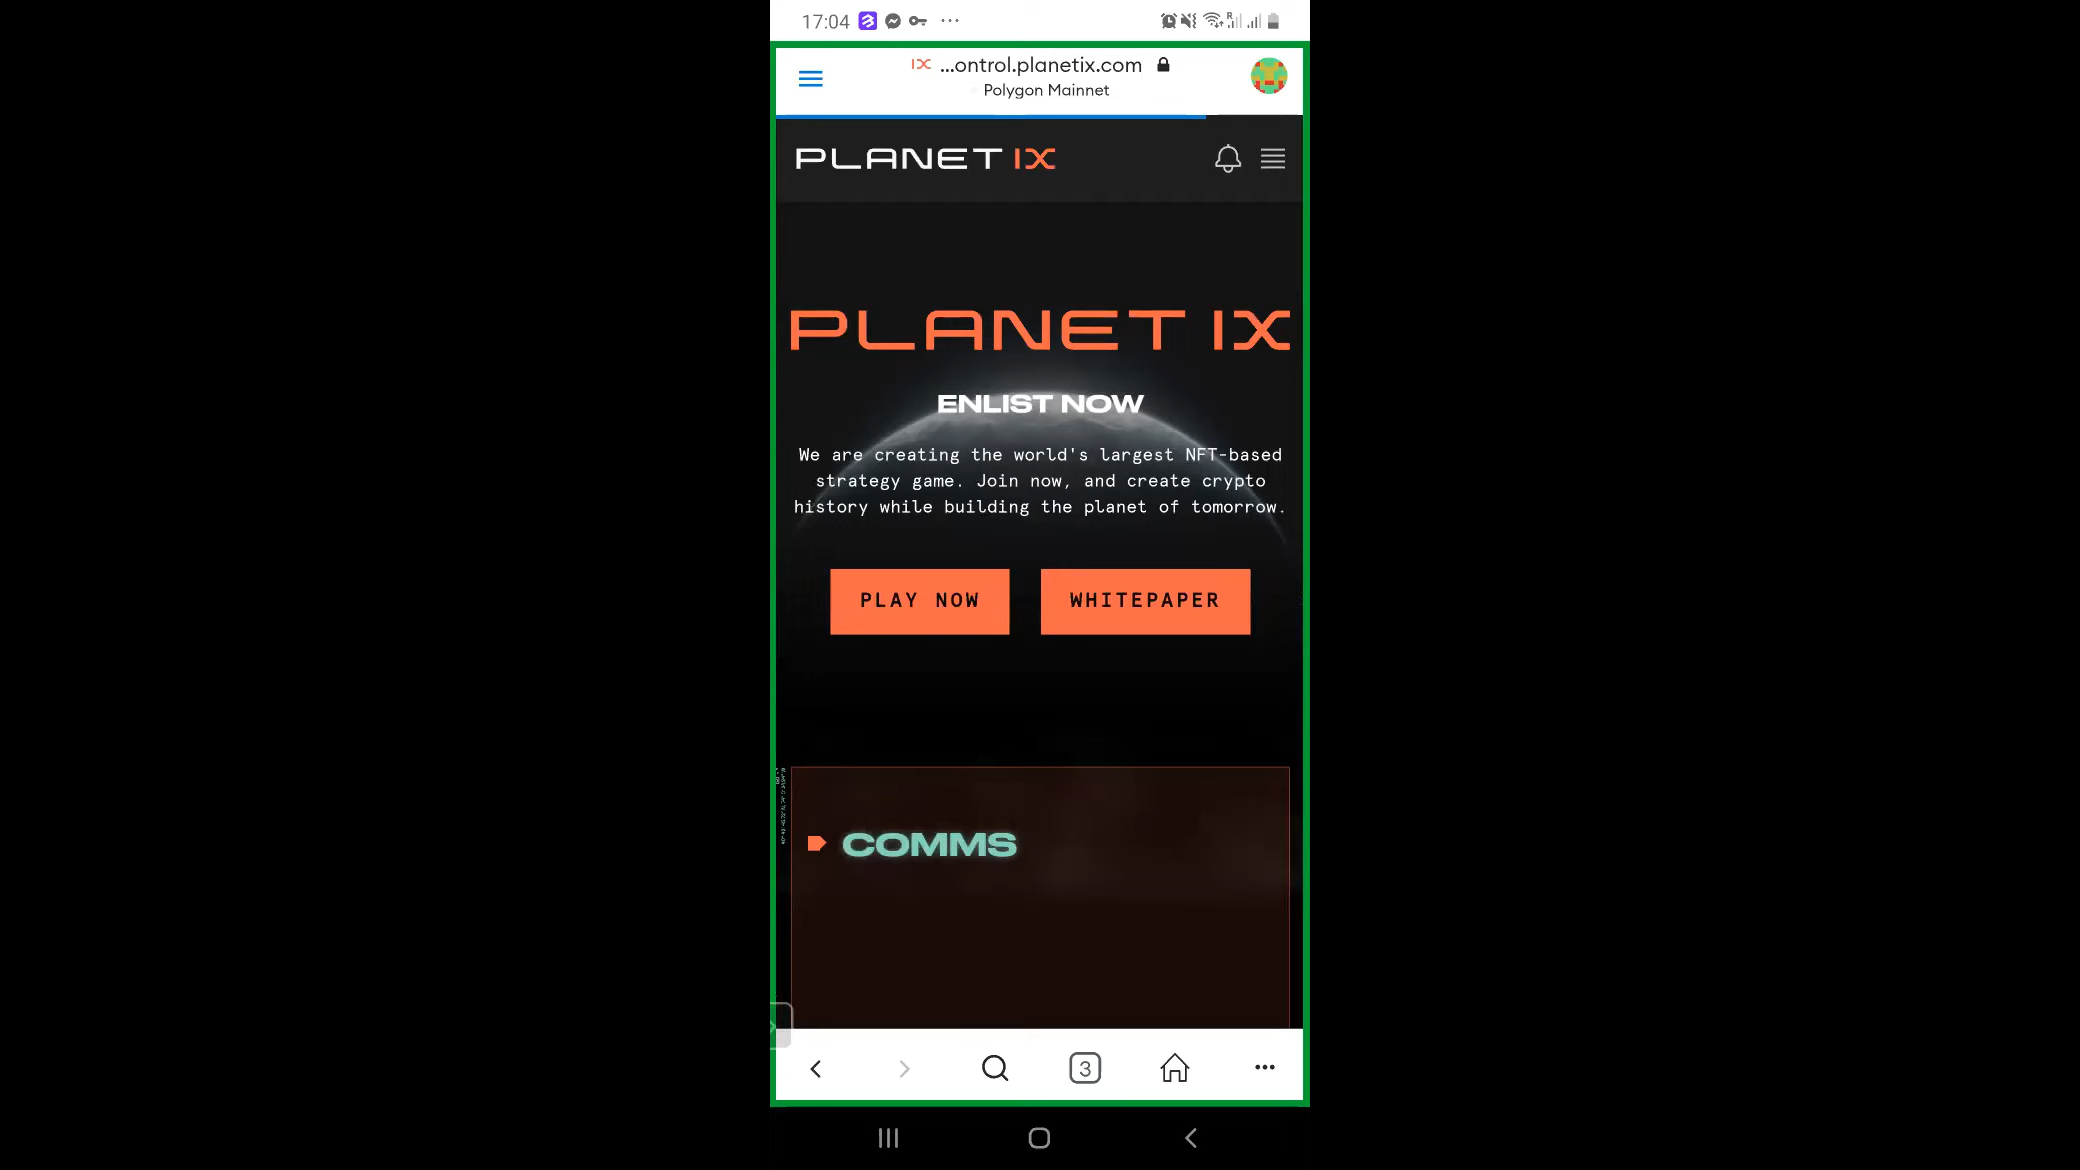 17:04
IX ...ontrol.planetix.com
Polygon Mainnet
PLANET IX
PLANET IX
ENLIST NOW
We are creating the world's largest NFT-based
strategy game. Join now, and create crypto
history while building the planet of tomorrow.
PLAY NOW WHITEPAPER
COMMS
3